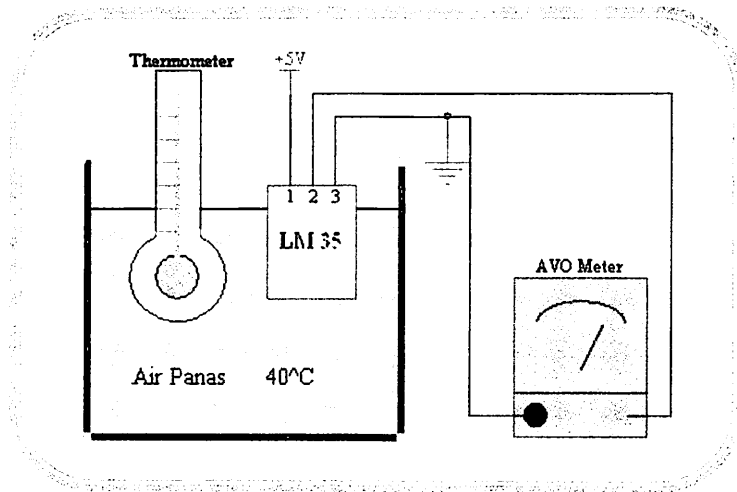 Thermometer
+5V
1 2 3
LM 35
AVO Meter
Air Panas 40^C